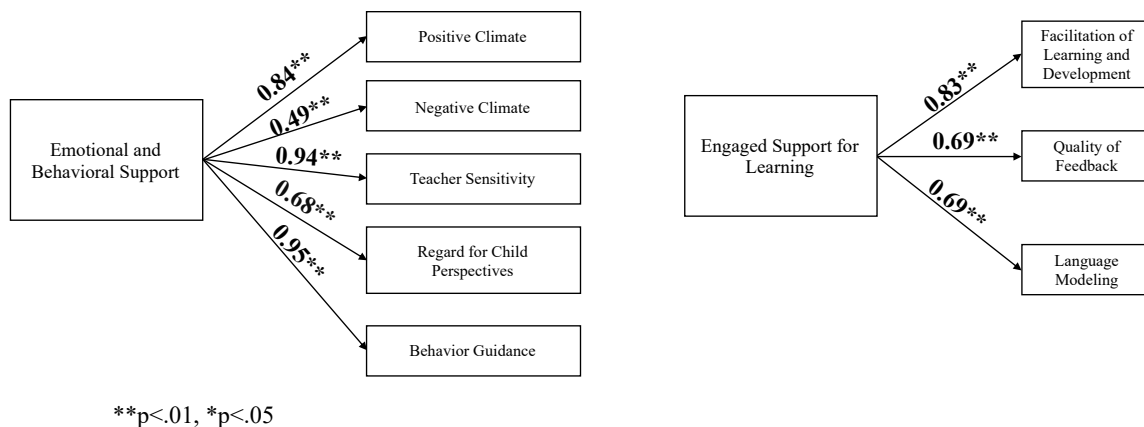 Emotional and
Behavioral Support
0.84**
0.49**
0.94**
0.68**
0.95**
Positive Climate
Negative Climate
Teacher Sensitivity
Regard for Child
Perspectives
Behavior Guidance
Engaged Support for
Learning
0.83**
0.69**
0.69**
Facilitation of
Learning and
Development
Quality of
Feedback
Language
Modeling
**p<.01, *p<.05